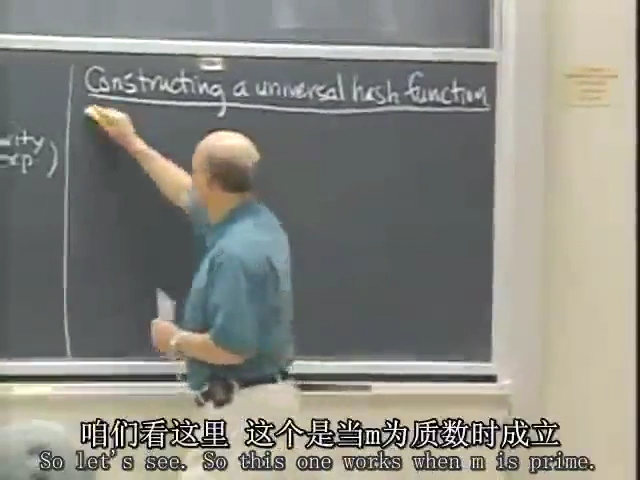 Constructing a universal hash function
exp)
咱们看这里 这个是当m为质数时成立
So let's see. So this one works when m is prime.